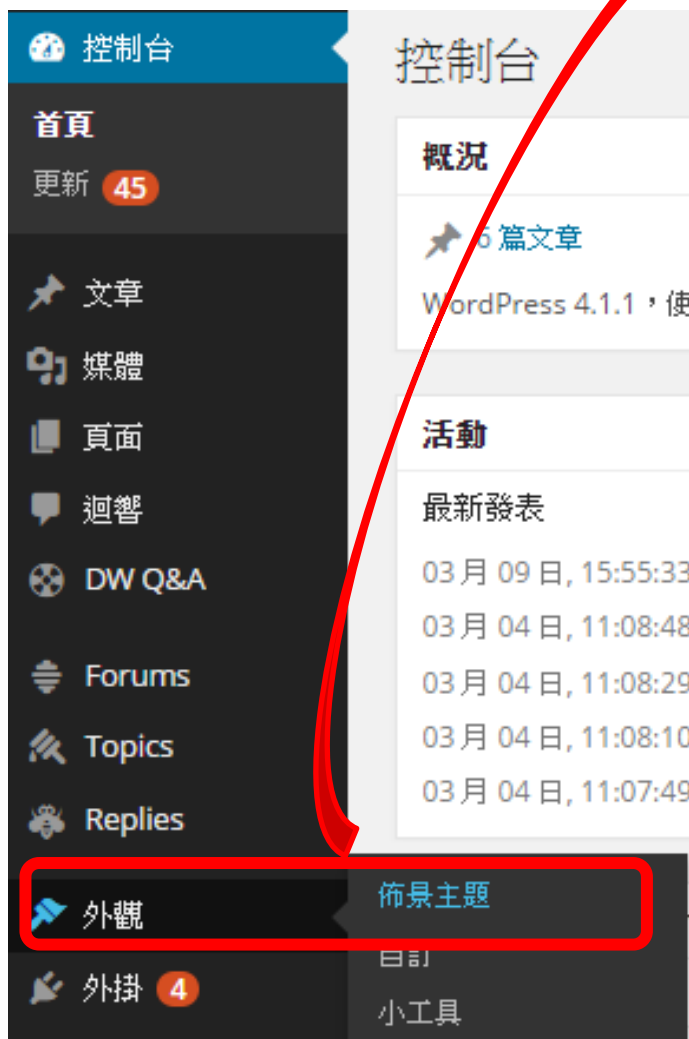 控制台
首頁
更新 45
文章
媒體
頁面
迴響
DW Q&A
Forums
Topics
Replies
外觀
外掛 4
控制台
概況
6 篇文章
WordPress 4.1.1,使
活動
最新發表
03 月 09 日, 15:55:33
03 月 04 日, 11:08:48
03 月 04 日, 11:08:29
03 月 04 日, 11:08:10
03 月 04 日, 11:07:49
佈景主題
自訂
小工具